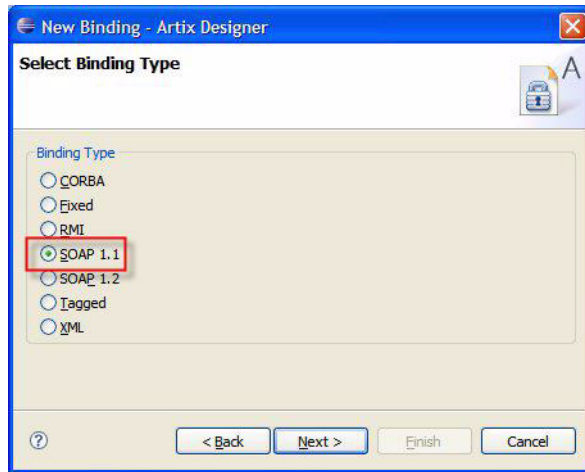 New Binding - Artix Designer
Select Binding Type
A
Binding Type
CORBA
Fixed
RMI
SOAP 1.1
SOAP 1.2
Tagged
XML
?
< Back
Next >
Finish
Cancel